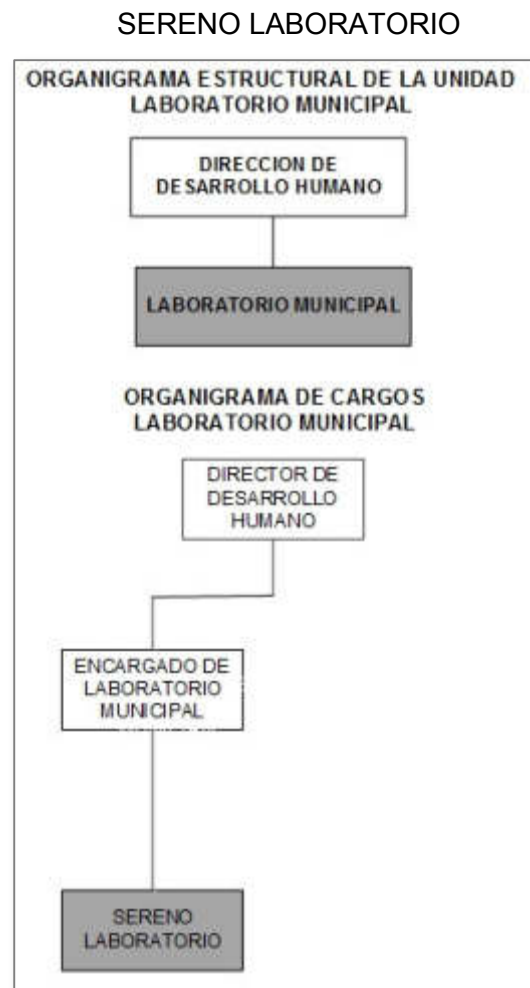 SERENO LABORATORIO
ORGANIGRAMA ESTRUCTURAL DE LA UNIDAD
LABORATORIO MUNICIPAL
DIRECCION DE
DESARROLLO HUMANO
LABORATORIO MUNICIPAL
ORGANIGRAMA DE CARGOS
LABORATORIO MUNICIPAL
DIRECTOR DE
DESARROLLO
HUMANO
ENCARGADO DE
LABORATORIO
MUNICIPAL
SERENO
LABORATORIO